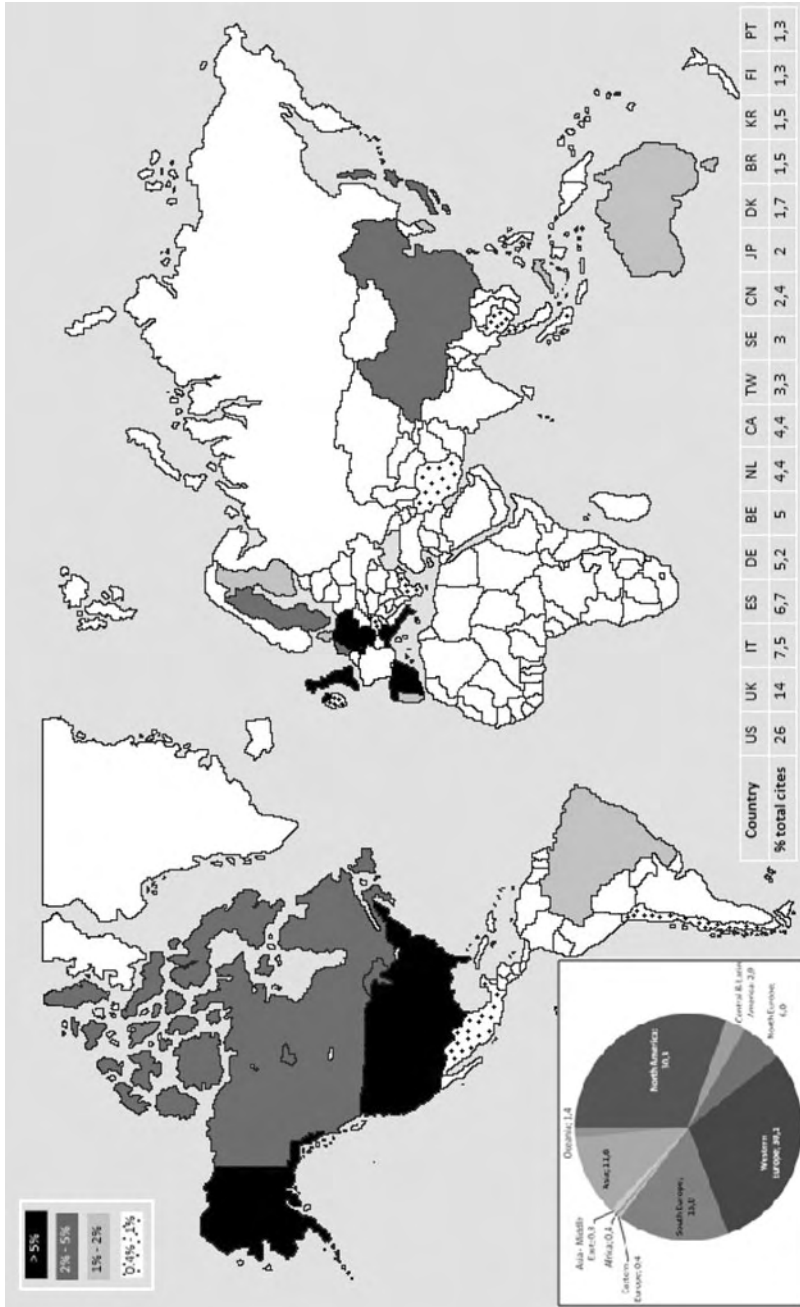 > 5%
2% - 5%
1% - 2%
0,4% - 1%
Oceania; 1,4
North America;
Central & Latin
America;
North Europe;
Western
Europe;
South Europe;
Eastern
Europe; 0,4
Africa;
Asia - Middle
East; 0,3
Asia; 11,6
Country US UK IT ES DE BE NL CA TW SE CN JP DK BR KR FI PT
% total cites 26 14 7,5 6,7 5,2 5 4,4 4,4 3,3 3 2,4 2 1,7 1,5 1,5 1,3 1,3